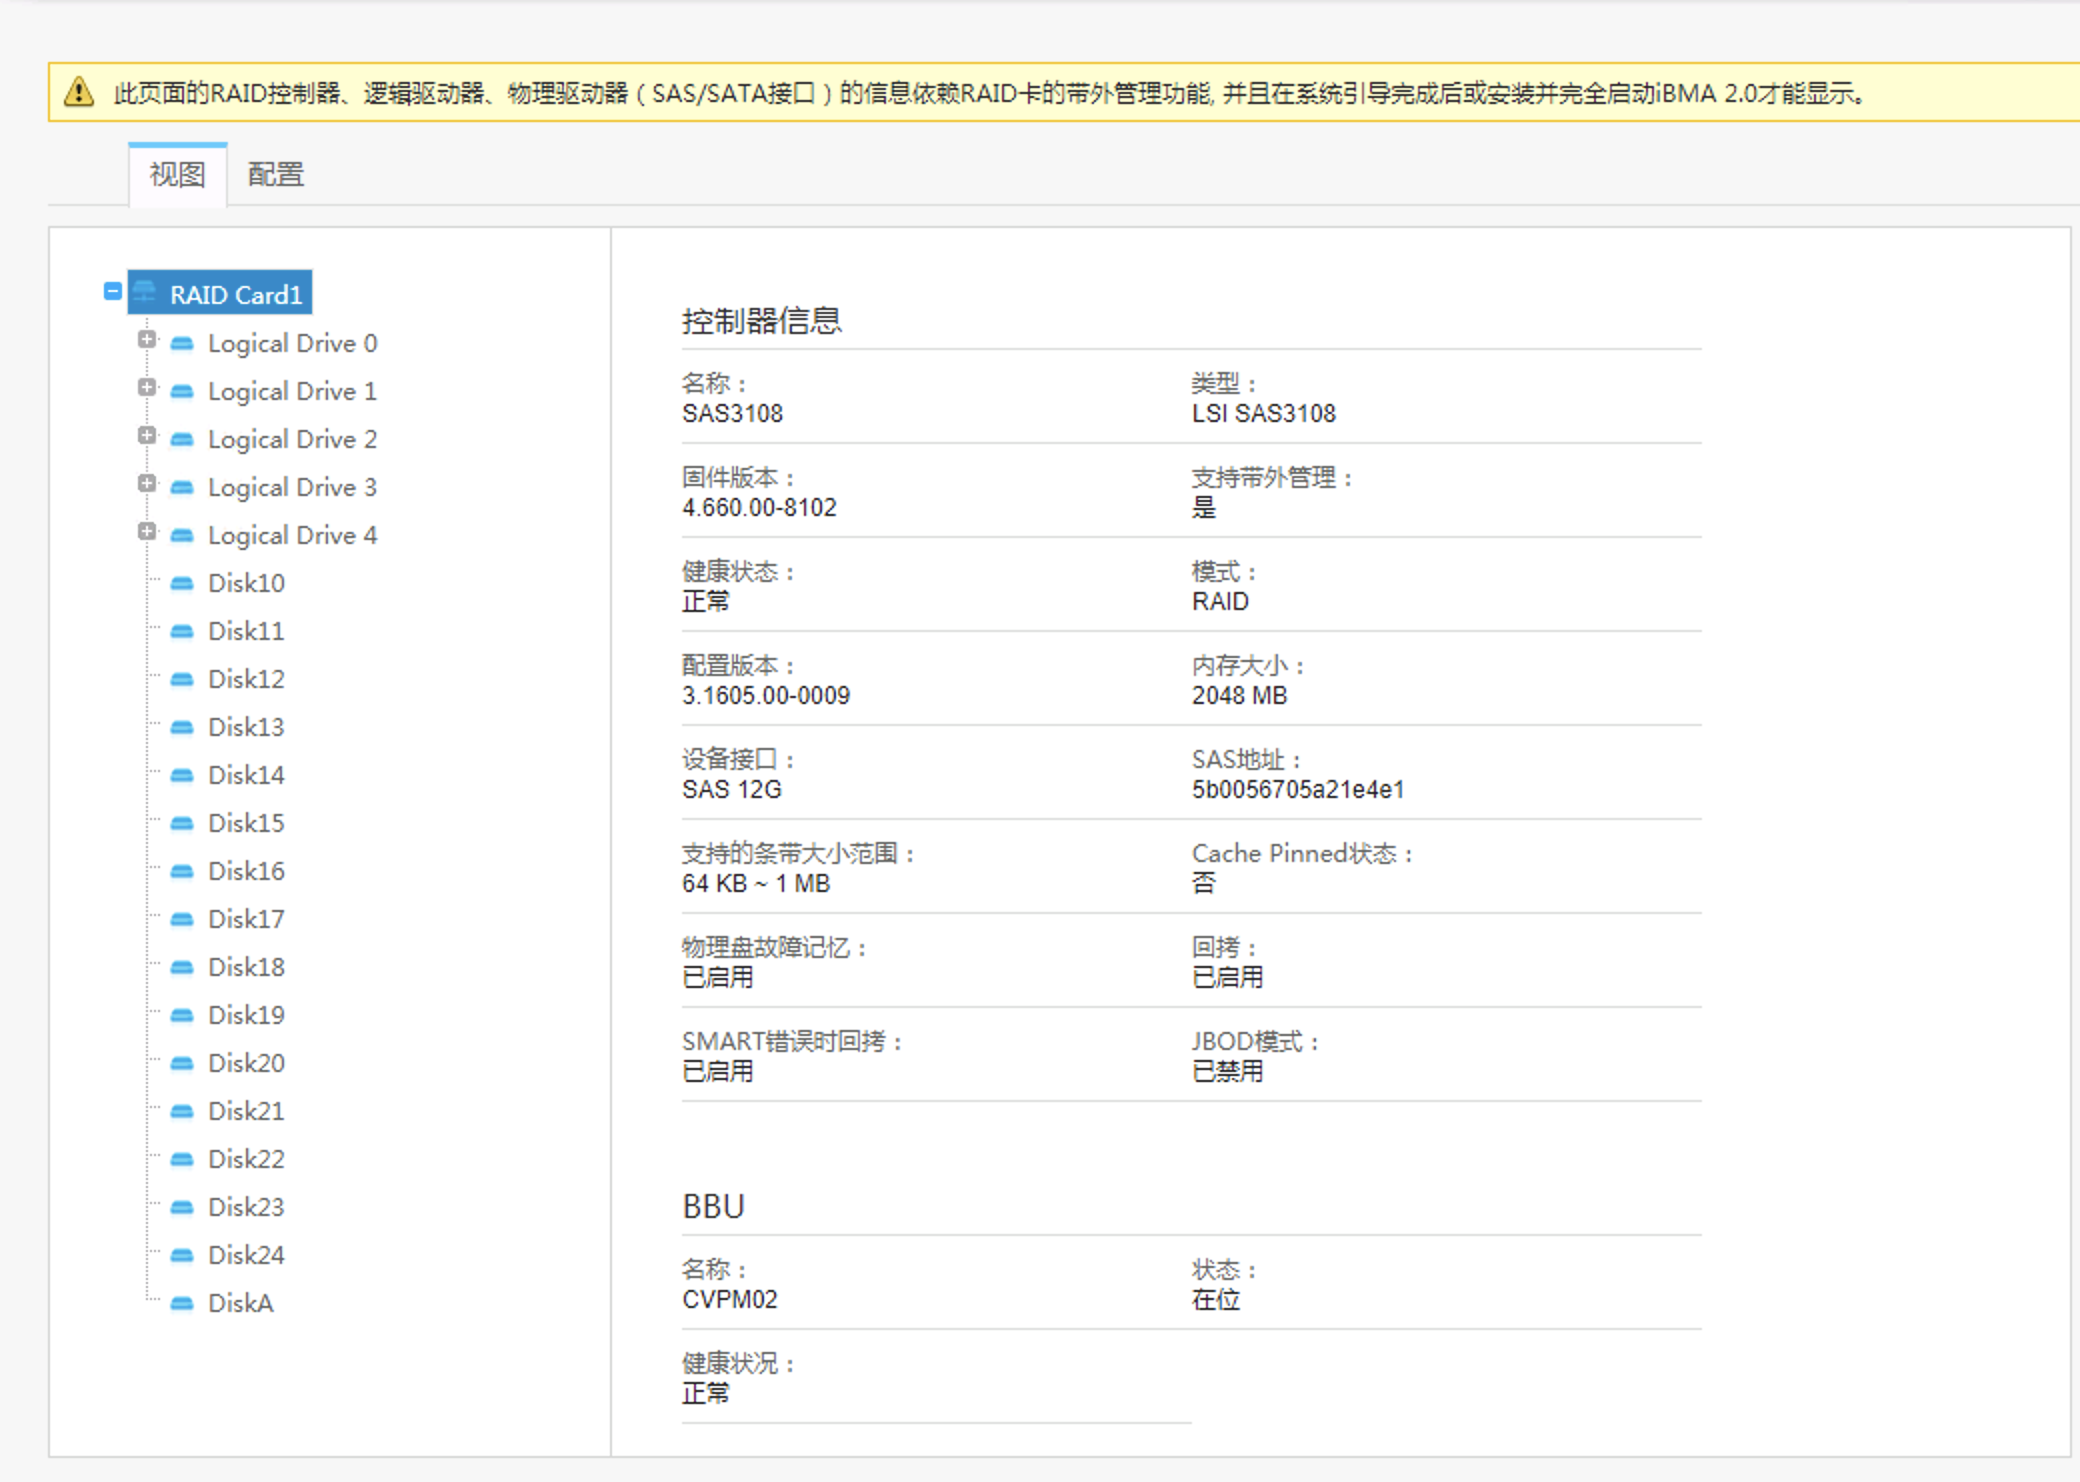 此页面的RAID控制器、逻辑驱动器、物理驱动器（SAS/SATA接口）的信息依赖RAID卡的带外管理功能, 并且在系统引导完成后或安装并完全启动iBMA 2.0才能显示。
视图 配置
RAID Card1
Logical Drive 0
Logical Drive 1
Logical Drive 2
Logical Drive 3
Logical Drive 4
Disk10
Disk11
Disk12
Disk13
Disk14
Disk15
Disk16
Disk17
Disk18
Disk19
Disk20
Disk21
Disk22
Disk23
Disk24
DiskA
控制器信息
名称： 类型：
SAS3108 LSI SAS3108
固件版本： 支持带外管理：
4.660.00-8102 是
健康状态： 模式：
正常 RAID
配置版本： 内存大小：
3.1605.00-0009 2048 MB
设备接口： SAS地址：
SAS 12G 5b0056705a21e4e1
支持的条带大小范围： Cache Pinned状态：
64 KB ~ 1 MB 否
物理盘故障记忆： 回拷：
已启用 已启用
SMART错误时回拷： JBOD模式：
已启用 已禁用
BBU
名称： 状态：
CVPM02 在位
健康状况：
正常